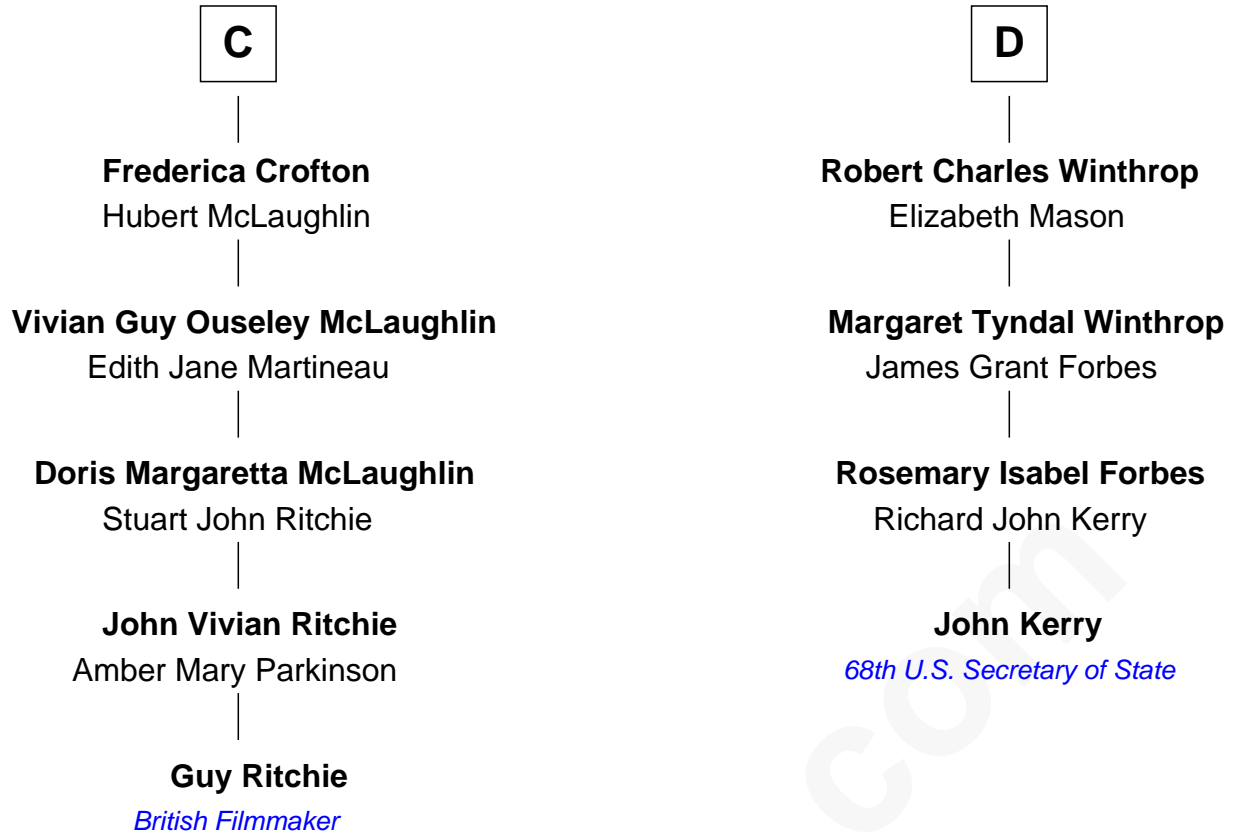 C
Frederica Crofton
Hubert McLaughlin
Vivian Guy Ouseley McLaughlin
Edith Jane Martineau
Doris Margaretta McLaughlin
Stuart John Ritchie
John Vivian Ritchie
Amber Mary Parkinson
Guy Ritchie
British Filmmaker
D
Robert Charles Winthrop
Elizabeth Mason
Margaret Tyndal Winthrop
James Grant Forbes
Rosemary Isabel Forbes
Richard John Kerry
John Kerry
68th U.S. Secretary of State
com